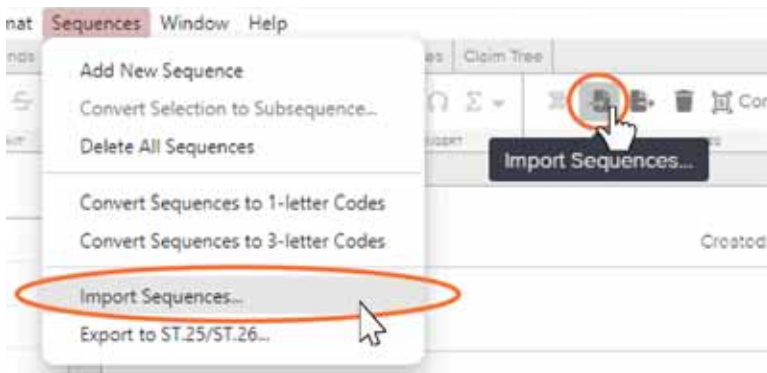 mat Sequences Window Help
Claim Tree
Add New Sequence
Convert Selection to Subsequence...
Σ
Con
Delete All Sequences
Import Sequences...
Convert Sequences to 1-letter Codes
Convert Sequences to 3-letter Codes
Created
Import Sequences...
Export to ST.25/ST.26...